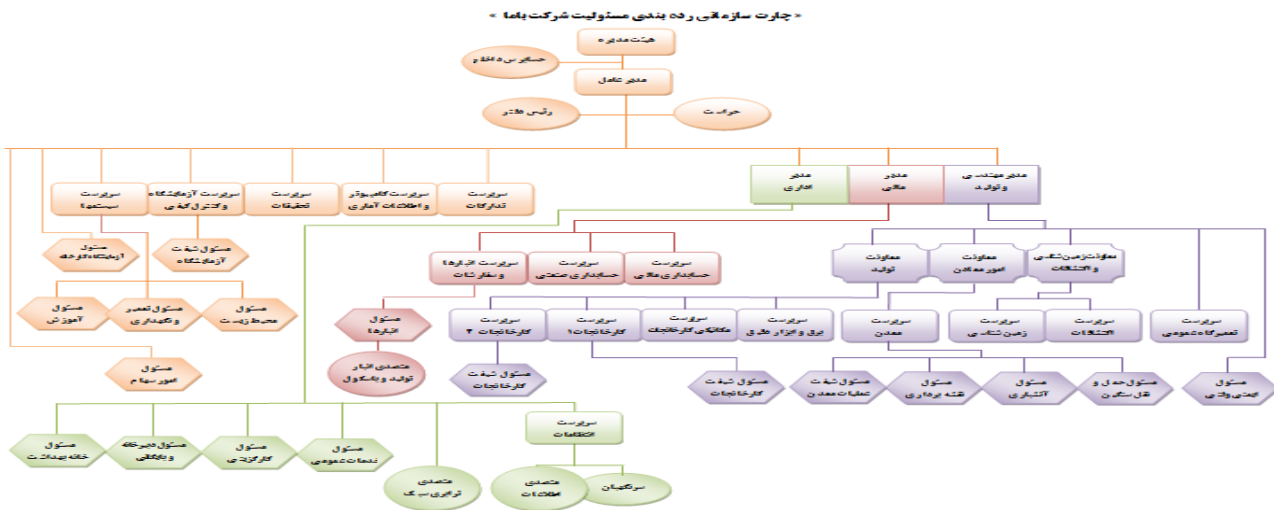 « چارت سازمانی رده بندی مسئولیت شرکت باما »
هیئت مدیره
حسابرس داخلی
مدیر عامل
رئیس دفتر
حراست
مدیر مهندسی
و تولید
مدیر
مالی
مدیر
اداری
سرپرست
تدارکات
سرپرست کامپیوتر
و اطلاعات آماری
سرپرست
تحقیقات
سرپرست آزمایشگاه
و کنترل کیفی
سرپرست
سیستمها
مسئول شیفت
آزمایشگاه
مسئول
آزمایشگاه کارخانه
معاونت زمین شناسی
و اکتشافات
معاونت
امور معادن
معاونت
تولید
سرپرست
حسابداری مالی
سرپرست
حسابداری صنعتی
سرپرست انبارها
و سفارشات
مسئول
محیط زیست
مسئول تعمیر
و نگهداری
مسئول
آموزش
سرپرست
تعمیرگاه عمومی
سرپرست
اکتشافات
سرپرست
زمین شناسی
سرپرست
معدن
سرپرست
برق و ابزار دقیق
سرپرست
مکانیکی کارخانجات
سرپرست
کارخانجات ۱
سرپرست
کارخانجات ۲
مسئول
انبارها
مسئول
امور سهام
متصدی انبار
تولید و باسکول
مسئول شیفت
کارخانجات
مسئول شیفت
کارخانجات
مسئول شیفت
عملیات معدن
مسئول
نقشه برداری
مسئول
آتشباری
مسئول حمل و
نقل سنگین
مسئول
ایمنی و فنی
سرپرست
انتظامات
مسئول
خدمات عمومی
مسئول
کارگزینی
مسئول دبیرخانه
و بایگانی
مسئول
خانه بهداشت
متصدی
ترابری سبک
متصدی
اطلاعات
سرنگهبان